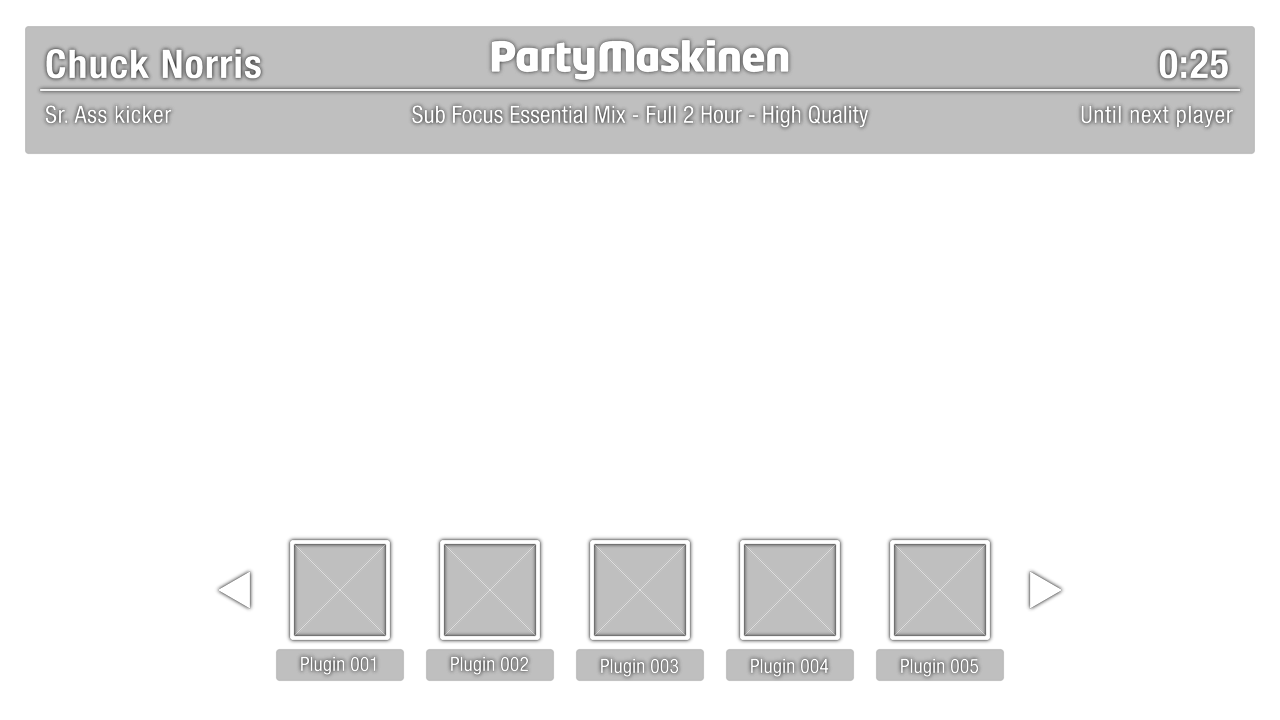 Chuck Norris
PartyMaskinen
0:25
Sr. Ass kicker
Sub Focus Essential Mix - Full 2 Hour - High Quality
Until next player
Plugin 001
Plugin 002
Plugin 003
Plugin 004
Plugin 005